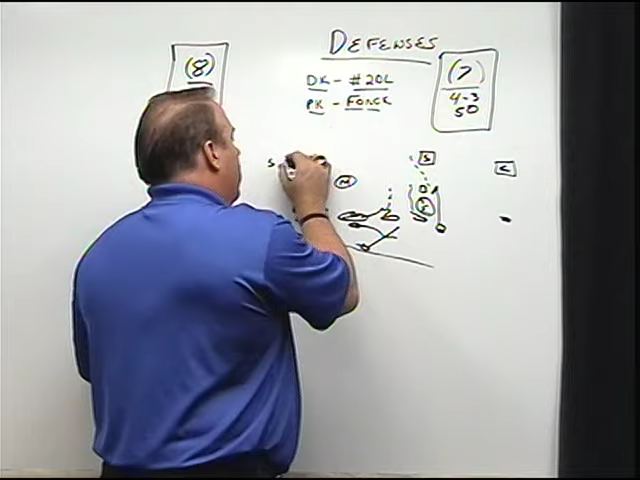 DEFENSES
(8)
DK - #20L
PK - FORCE
(7)
4-3
50
S
S
C
M